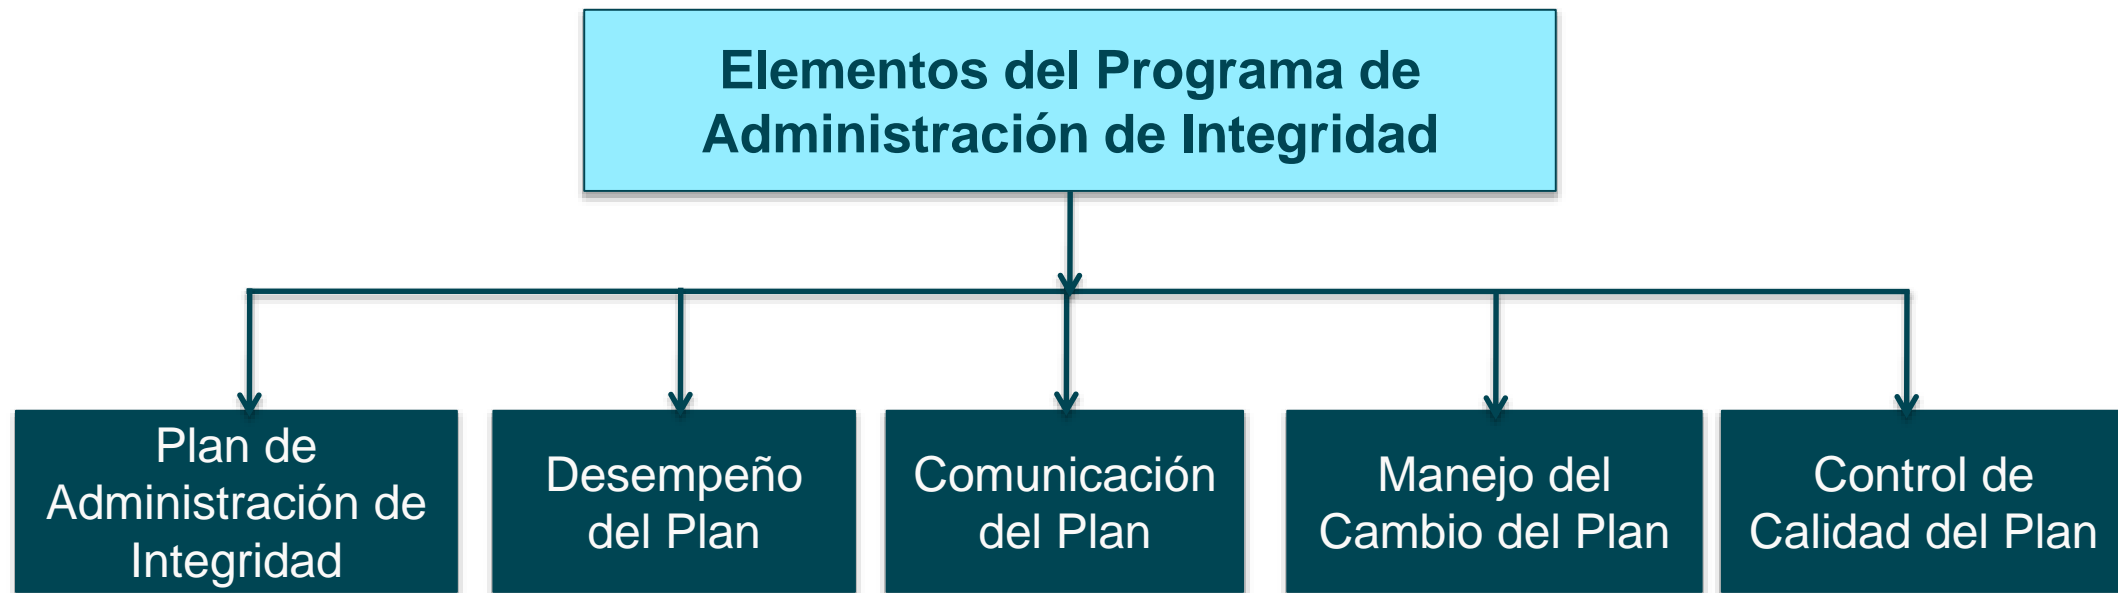 Elementos del Programa de
Administración de Integridad
Plan de
Administración de
Integridad
Desempeño
del Plan
Comunicación
del Plan
Manejo del
Cambio del Plan
Control de
Calidad del Plan